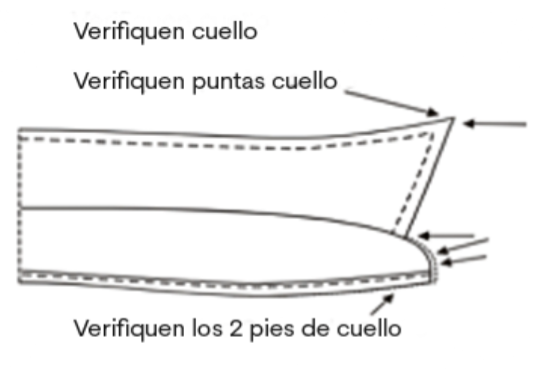 Verifiquen cuello
Verifiquen puntas cuello
Verifiquen los 2 pies de cuello